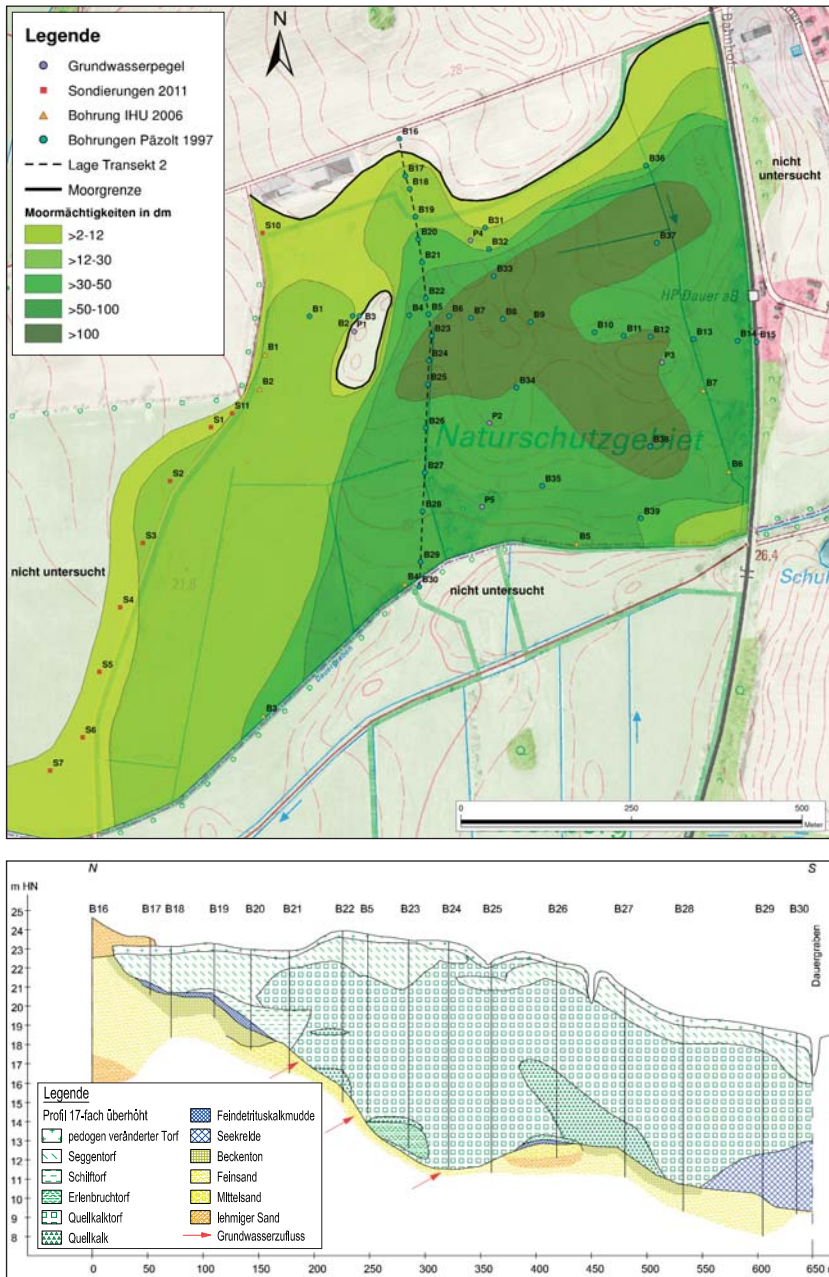 Legende
Grundwasserpegel
Sondierungen 2011
Bohrung IHU 2006
Bohrungen Päzolt 1997
Lage Transekt 2
Moorgrenze
Moormächtigkeiten in dm
>2-12
>12-30
>30-50
>50-100
>100
N
28
Bahnhof
nicht
untersucht
B16
B17
B18
B19
B20
B21
B22
B5
B23
B24
B25
B26
B27
B28
B29
B30
B4
B36
B37
B31
P4
B32
B33
B4
B6
B7
B8
B9
B10
B11
B12
B13
B14
B15
HP Dauer aB
P3
B7
B34
P2
Naturschutzgebiet
B38
B6
B35
P5
B39
B5
26,4
S10
B1
B2
B3
P1
B1
B2
S11
S1
S2
S3
nicht untersucht
21,8
S4
S5
S6
S7
B3
Dauergraben
nicht untersucht
0
250
500
Meter
N
S
m HN
B16
B17
B18
B19
B20
B21
B22
B5
B23
B24
B25
B26
B27
B28
B29
B30
Dauergraben
25
24
23
22
21
20
19
18
17
16
15
14
13
12
11
10
9
8
Legende
Profil 17-fach überhöht
pedogen veränderter Torf
Seggentorf
Schilftorf
Erlenbruchtorf
Quellkalktorf
Quellkalk
Feindetrituskalkmudde
Seekrelde
Beckenton
Feinsand
MIttelsand
lehmiger Sand
Grundwasserzufluss
0
50
100
150
200
250
300
350
400
450
500
550
600
650